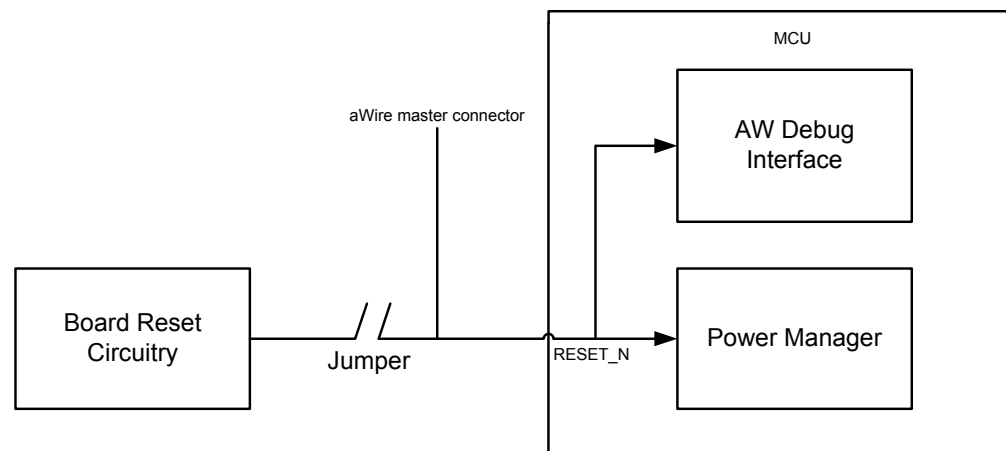 MCU
aWire master connector
AW Debug
Interface
Board Reset
Circuitry
Jumper
RESET_N
Power Manager